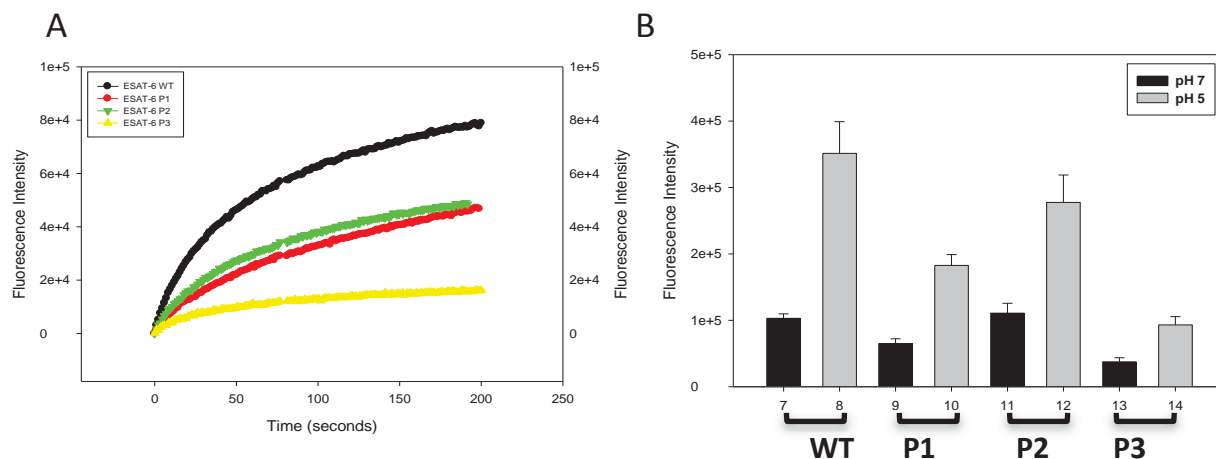 A
Fluorescence Intensity
1e+5 1e+5
8e+4 8e+4
6e+4 6e+4
4e+4 4e+4
2e+4 2e+4
0 0
ESAT-6 WT
ESAT-6 P1
ESAT-6 P2
ESAT-6 P3
0 50 100 150 200 250
Time (seconds)
Fluorescence Intensity
B
Fluorescence Intensity
5e+5
4e+5
3e+5
2e+5
1e+5
0
pH 7
pH 5
7 8 9 10 11 12 13 14
WT P1 P2 P3